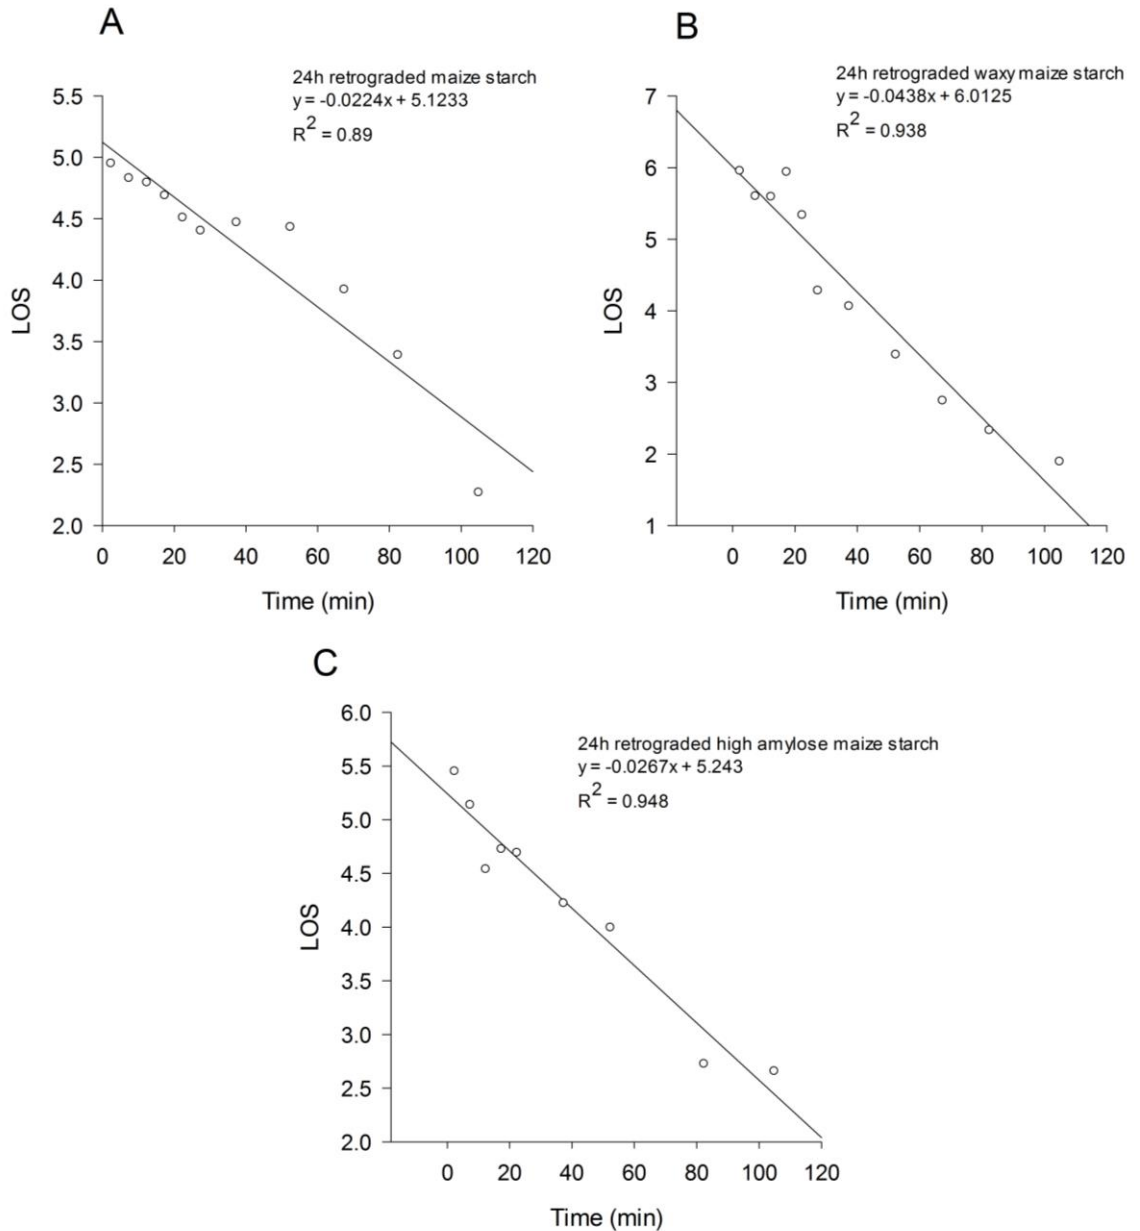 A
24h retrograded maize starch
y = -0.0224x + 5.1233
R2 = 0.89
5.5
5.0
4.5
4.0
3.5
3.0
2.5
2.0
LOS
0 20 40 60 80 100 120
Time (min)
B
24h retrograded waxy maize starch
y = -0.0438x + 6.0125
R2 = 0.938
7
6
5
4
3
2
1
LOS
0 20 40 60 80 100 120
Time (min)
C
24h retrograded high amylose maize starch
y = -0.0267x + 5.243
R2 = 0.948
6.0
5.5
5.0
4.5
4.0
3.5
3.0
2.5
2.0
LOS
0 20 40 60 80 100 120
Time (min)